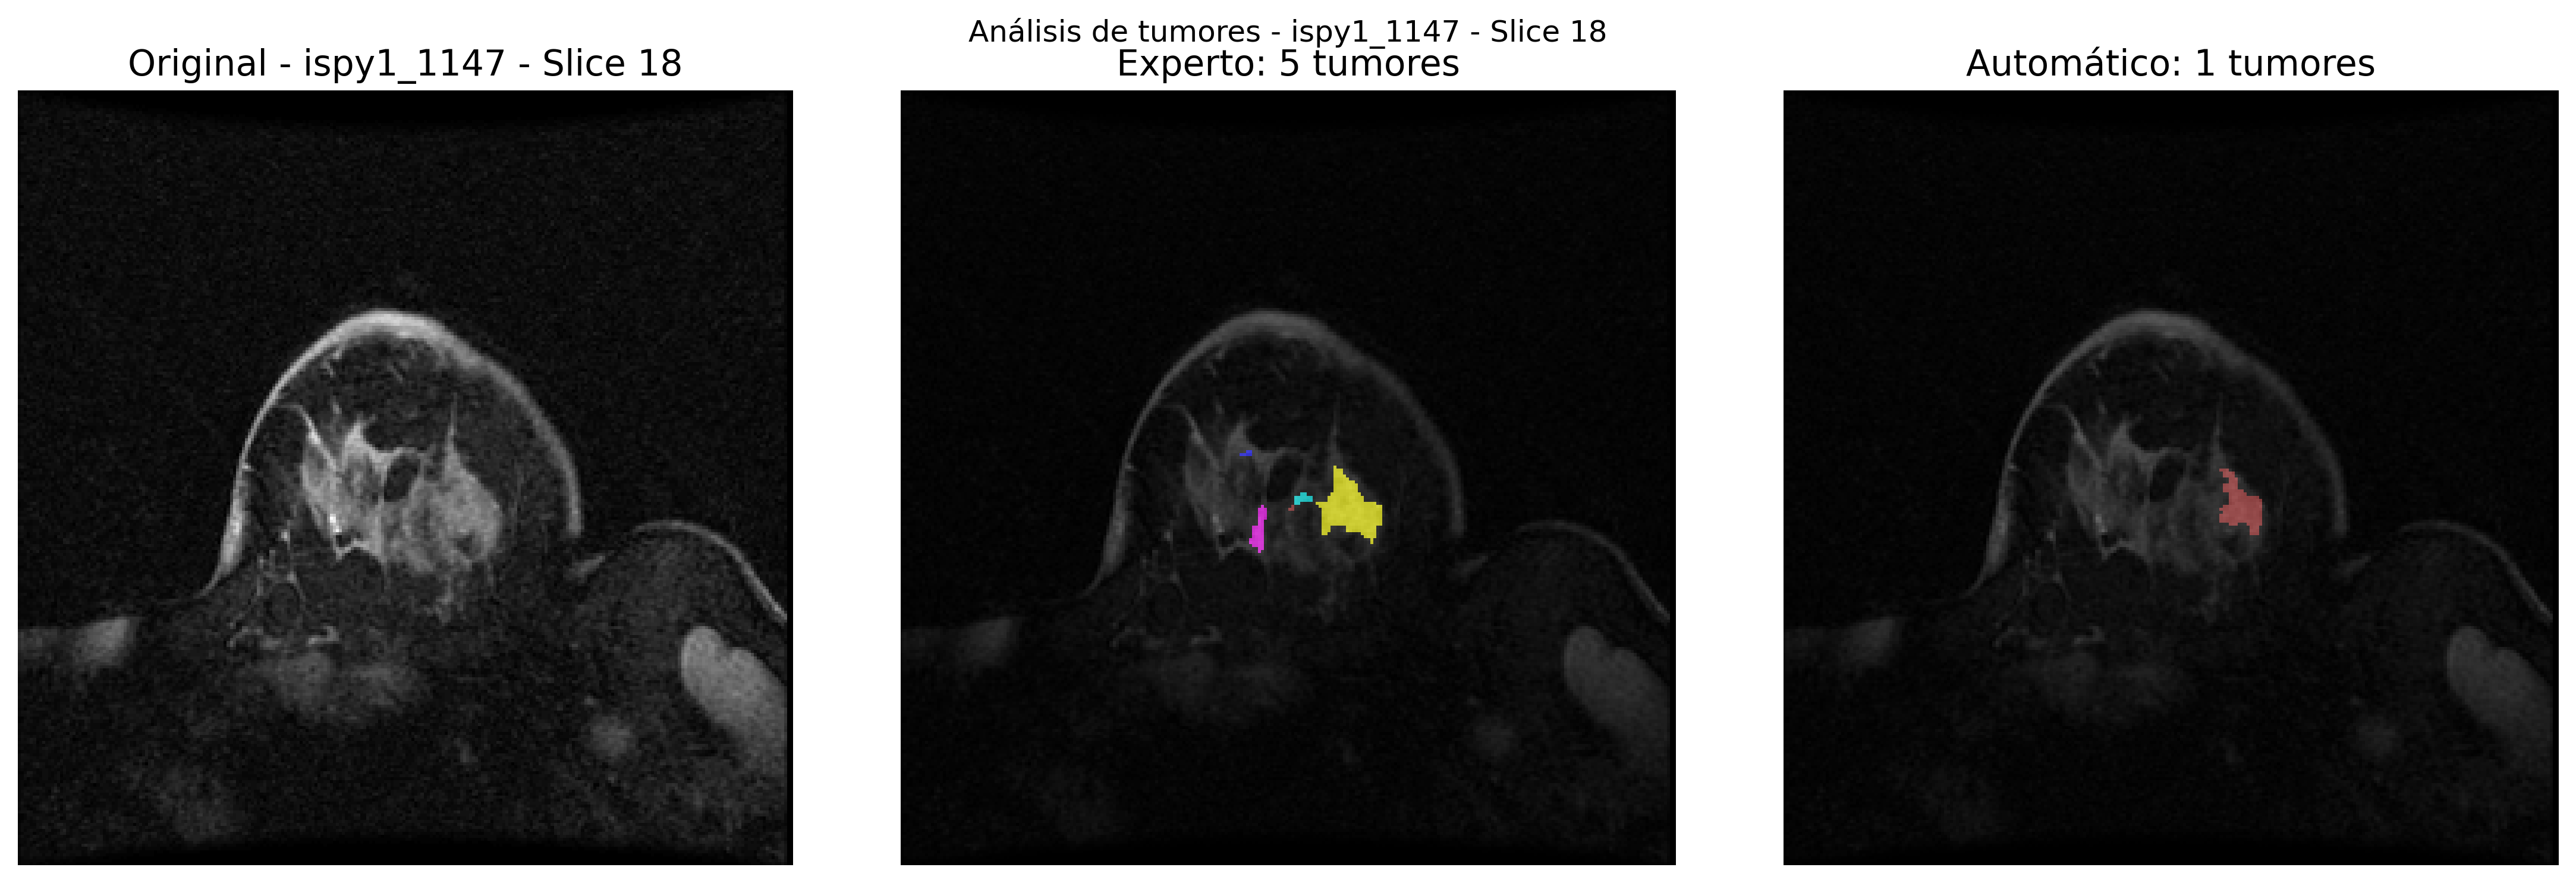 Análisis de tumores - ispy1_1147 - Slice 18
Original - ispy1_1147 - Slice 18
Experto: 5 tumores
Automático: 1 tumores